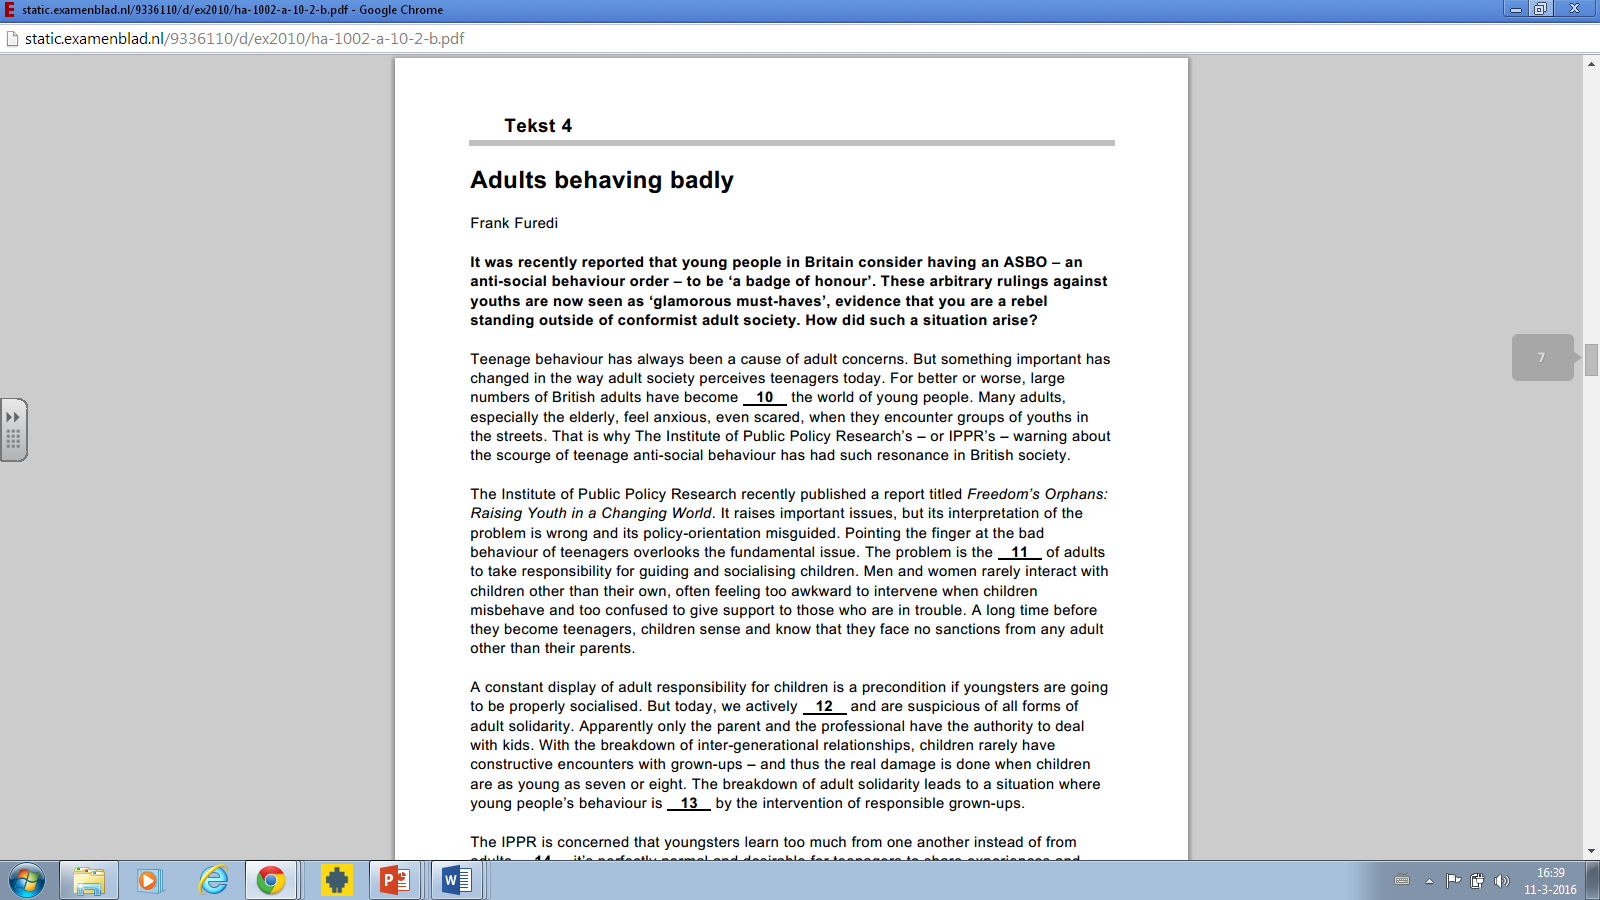 static.examenblad.nl/9336110/d/ex2010/ha-1002-a-10-2-b.pdf - Google Chrome
static.examenblad.nl/9336110/d/ex2010/ha-1002-a-10-2-b.pdf
Tekst 4
Adults behaving badly
Frank Furedi
It was recently reported that young people in Britain consider having an ASBO – an
anti-social behaviour order – to be ‘a badge of honour’. These arbitrary rulings against
youths are now seen as ‘glamorous must-haves’, evidence that you are a rebel
standing outside of conformist adult society. How did such a situation arise?
Teenage behaviour has always been a cause of adult concerns. But something important has
changed in the way adult society perceives teenagers today. For better or worse, large
numbers of British adults have become 10 the world of young people. Many adults,
especially the elderly, feel anxious, even scared, when they encounter groups of youths in
the streets. That is why The Institute of Public Policy Research’s – or IPPR’s – warning about
the scourge of teenage anti-social behaviour has had such resonance in British society.
The Institute of Public Policy Research recently published a report titled Freedom’s Orphans:
Raising Youth in a Changing World. It raises important issues, but its interpretation of the
problem is wrong and its policy-orientation misguided. Pointing the finger at the bad
behaviour of teenagers overlooks the fundamental issue. The problem is the 11 of adults
to take responsibility for guiding and socialising children. Men and women rarely interact with
children other than their own, often feeling too awkward to intervene when children
misbehave and too confused to give support to those who are in trouble. A long time before
they become teenagers, children sense and know that they face no sanctions from any adult
other than their parents.
A constant display of adult responsibility for children is a precondition if youngsters are going
to be properly socialised. But today, we actively 12 and are suspicious of all forms of
adult solidarity. Apparently only the parent and the professional have the authority to deal
with kids. With the breakdown of inter-generational relationships, children rarely have
constructive encounters with grown-ups – and thus the real damage is done when children
are as young as seven or eight. The breakdown of adult solidarity leads to a situation where
young people’s behaviour is 13 by the intervention of responsible grown-ups.
The IPPR is concerned that youngsters learn too much from one another instead of from
adults. 14 it’s perfectly normal and desirable for teenagers to share experiences and
7
16:39
11-3-2016